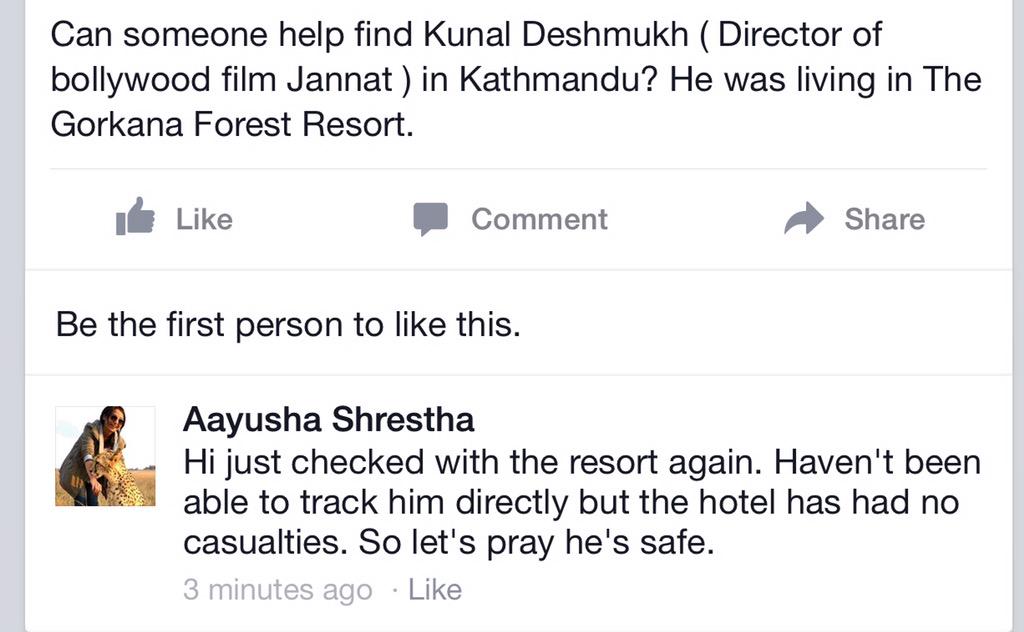 Can someone help find Kunal Deshmukh ( Director of
bollywood film Jannat ) in Kathmandu? He was living in The
Gorkana Forest Resort.
Like Comment Share
Be the first person to like this.
Aayusha Shrestha
Hi just checked with the resort again. Haven't been
able to track him directly but the hotel has had no
casualties. So let's pray he's safe.
3 minutes ago · Like